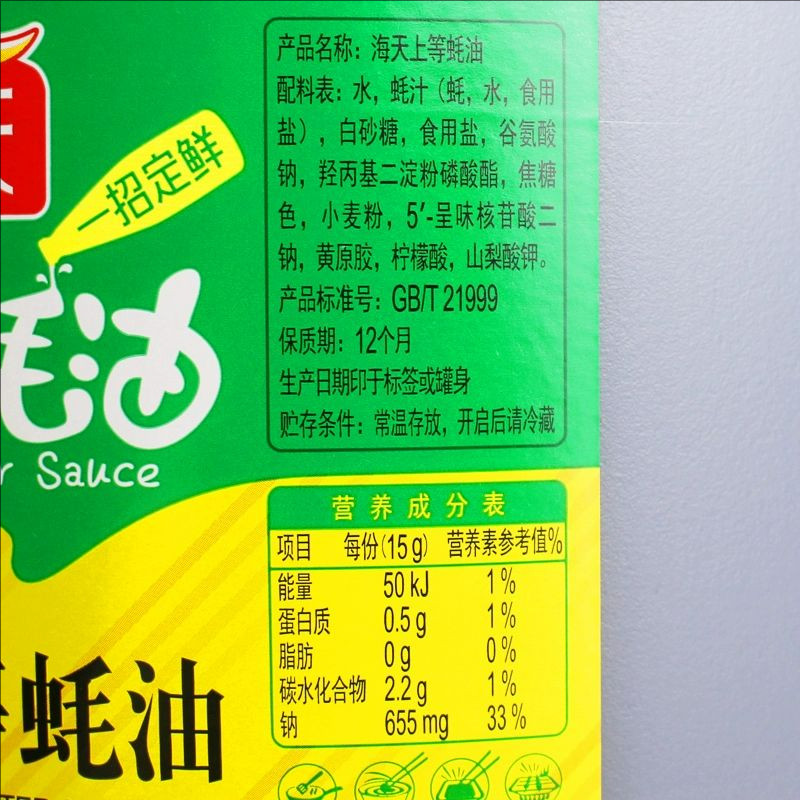 一招定鲜
蚝油
Sauce
蚝油
产品名称：海天上等蚝油
配料表：水，蚝汁（蚝，水，食用
盐），白砂糖，食用盐，谷氨酸
钠，羟丙基二淀粉磷酸酯，焦糖
色，小麦粉，5′-呈味核苷酸二
钠，黄原胶，柠檬酸，山梨酸钾。
产品标准号：GB/T 21999
保质期：12个月
生产日期印于标签或罐身
贮存条件：常温存放，开启后请冷藏
营养成分表
项目 每份(15g) 营养素参考值%
能量 50 kJ 1%
蛋白质 0.5 g 1%
脂肪 0 g 0%
碳水化合物 2.2 g 1%
钠 655 mg 33%